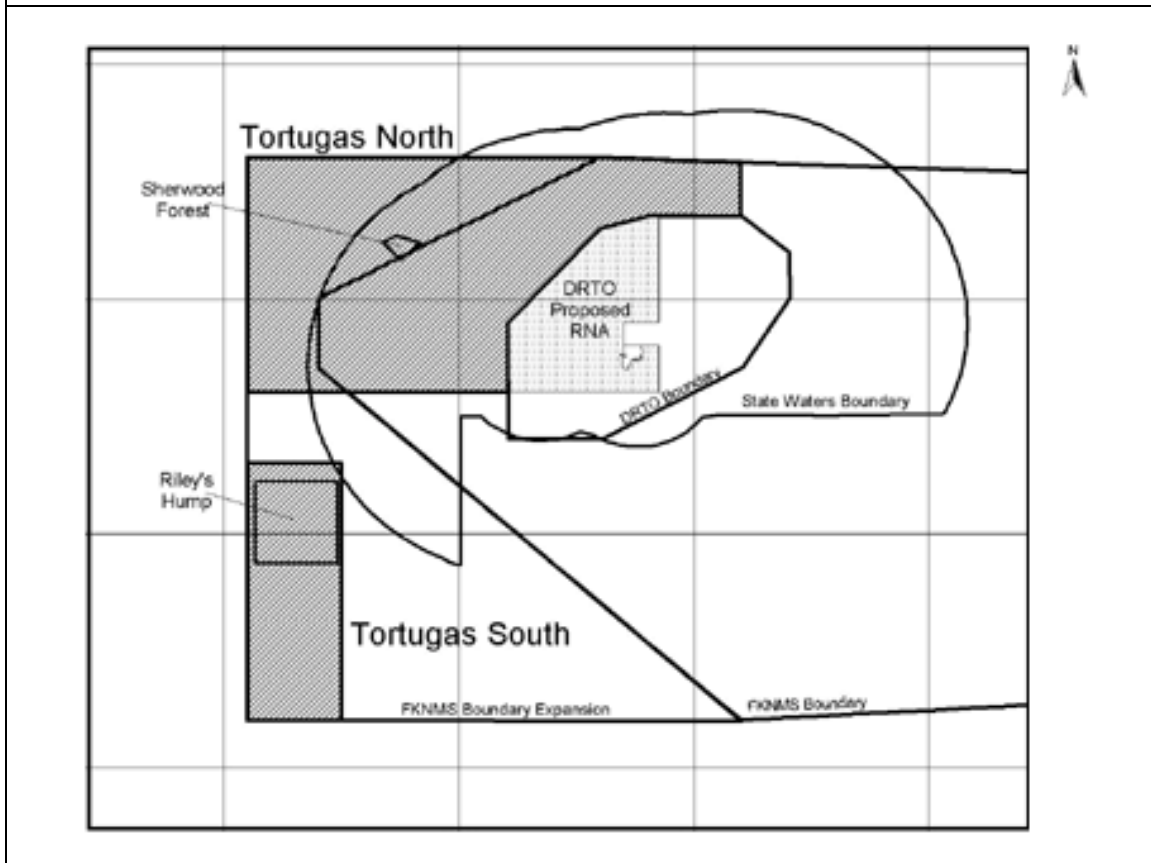 N
Tortugas North
Sherwood
Forest
DRTO
Proposed
RNA
DRTO Boundary
State Waters Boundary
Riley's
Hump
Tortugas South
FKNMS Boundary Expansion
FKNMS Boundary